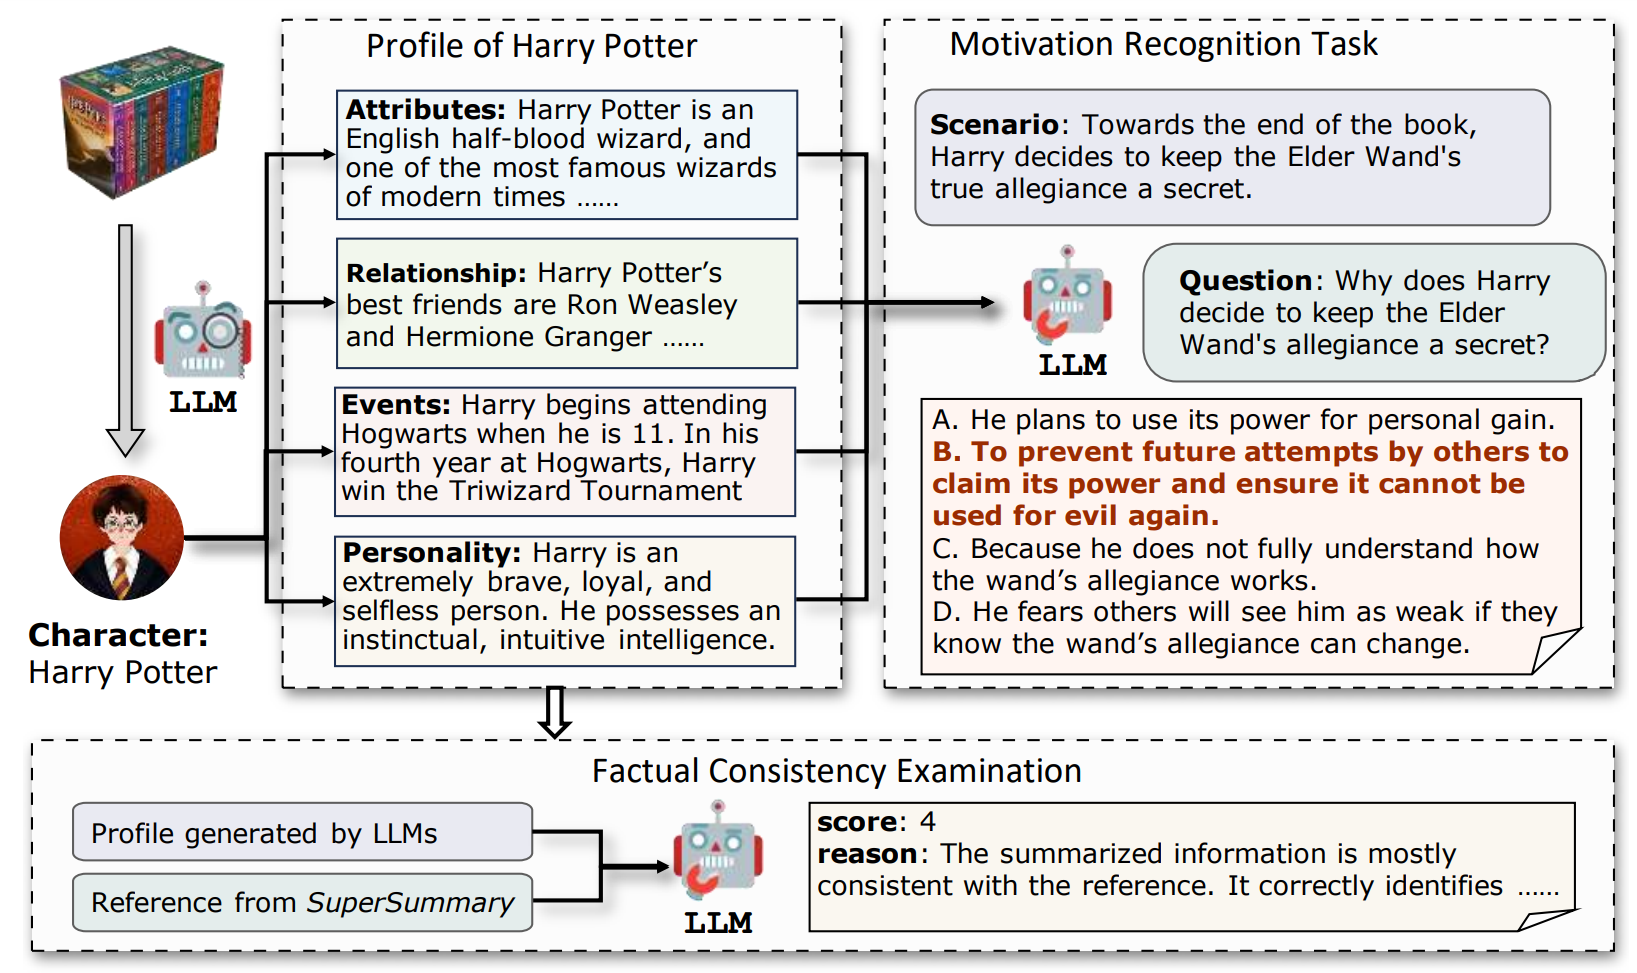 Profile of Harry Potter
Attributes: Harry Potter is an
English half-blood wizard, and
one of the most famous wizards
of modern times ......
Relationship: Harry Potter’s
best friends are Ron Weasley
and Hermione Granger ......
Events: Harry begins attending
Hogwarts when he is 11. In his
fourth year at Hogwarts, Harry
win the Triwizard Tournament
Personality: Harry is an
extremely brave, loyal, and
selfless person. He possesses an
instinctual, intuitive intelligence.
LLM
Character:
Harry Potter
Motivation Recognition Task
Scenario: Towards the end of the book,
Harry decides to keep the Elder Wand's
true allegiance a secret.
LLM
Question: Why does Harry
decide to keep the Elder
Wand's allegiance a secret?
A. He plans to use its power for personal gain.
B. To prevent future attempts by others to
claim its power and ensure it cannot be
used for evil again.
C. Because he does not fully understand how
the wand’s allegiance works.
D. He fears others will see him as weak if they
know the wand’s allegiance can change.
Factual Consistency Examination
Profile generated by LLMs
Reference from SuperSummary
LLM
score: 4
reason: The summarized information is mostly
consistent with the reference. It correctly identifies ......